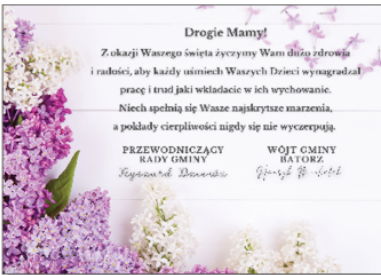 Drogie Mamy!
Z okazji Waszego święta życzymy Wam dużo zdrowia
i radości, aby każdy uśmiech Waszych Dzieci wynagradzał
pracę i trud jaki wkładacie w ich wychowanie.
Niech spełnią się Wasze najskrytsze marzenia,
a pokłady cierpliwości nigdy się nie wyczerpują.
PRZEWODNICZĄCY
RADY GMINY
WÓJT GMINY
BATORZ
Ryszard
Henryk